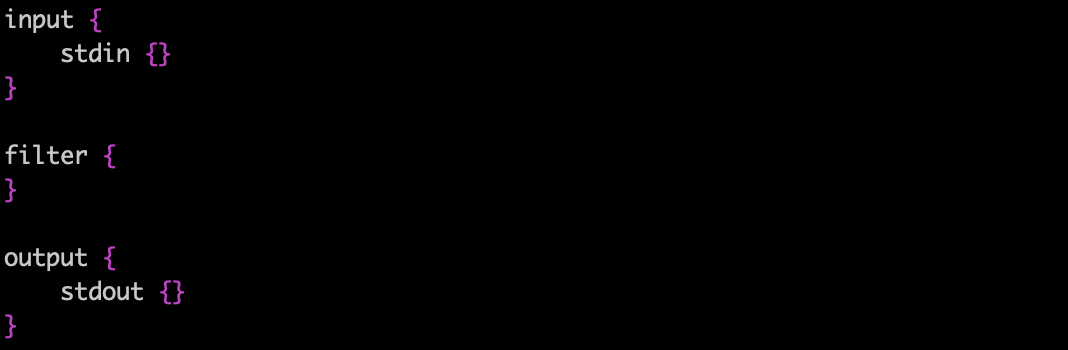 input {
    stdin {}
}

filter {
}

output {
    stdout {}
}